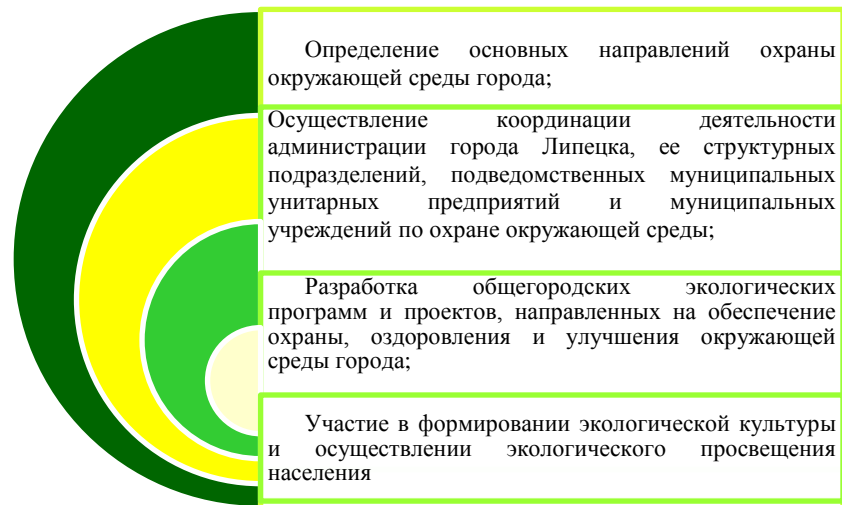 Определение основных направлений охраны
окружающей среды города;
Осуществление координации деятельности
администрации города Липецка, ее структурных
подразделений, подведомственных муниципальных
унитарных предприятий и муниципальных
учреждений по охране окружающей среды;
Разработка общегородских экологических
программ и проектов, направленных на обеспечение
охраны, оздоровления и улучшения окружающей
среды города;
Участие в формировании экологической культуры
и осуществлении экологического просвещения
населения